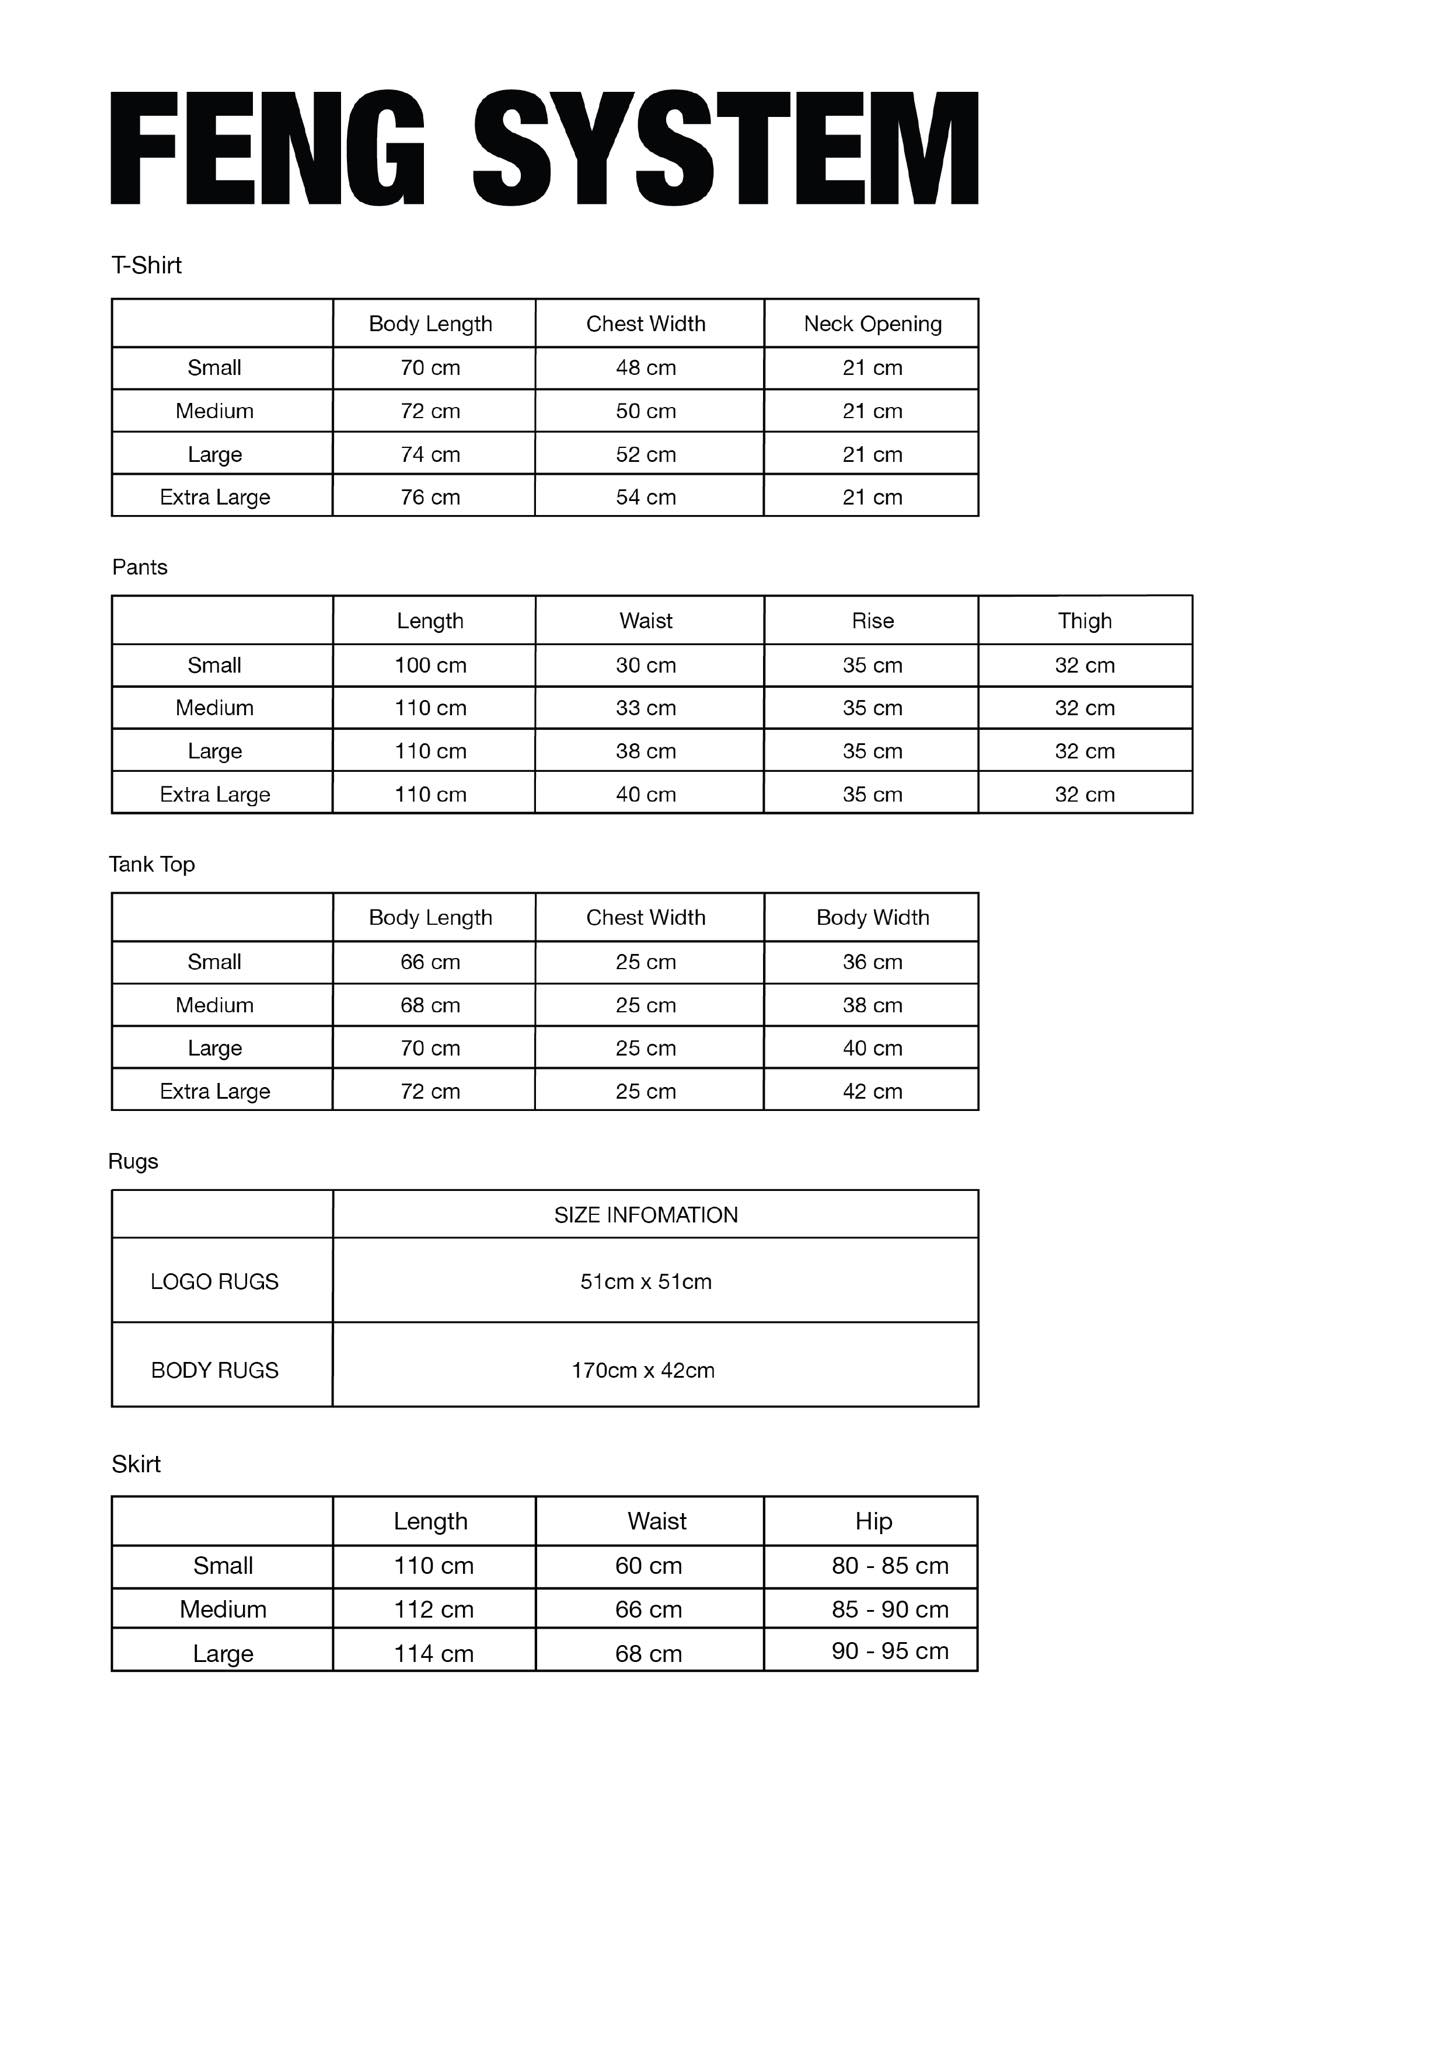 FENG SYSTEM
T-Shirt
Body Length Chest Width Neck Opening
Small 70 cm 48 cm 21 cm
Medium 72 cm 50 cm 21 cm
Large 74 cm 52 cm 21 cm
Extra Large 76 cm 54 cm 21 cm
Pants
Length Waist Rise Thigh
Small 100 cm 30 cm 35 cm 32 cm
Medium 110 cm 33 cm 35 cm 32 cm
Large 110 cm 38 cm 35 cm 32 cm
Extra Large 110 cm 40 cm 35 cm 32 cm
Tank Top
Body Length Chest Width Body Width
Small 66 cm 25 cm 36 cm
Medium 68 cm 25 cm 38 cm
Large 70 cm 25 cm 40 cm
Extra Large 72 cm 25 cm 42 cm
Rugs
SIZE INFOMATION
LOGO RUGS 51cm x 51cm
BODY RUGS 170cm x 42cm
Skirt
Length Waist Hip
Small 110 cm 60 cm 80 - 85 cm
Medium 112 cm 66 cm 85 - 90 cm
Large 114 cm 68 cm 90 - 95 cm